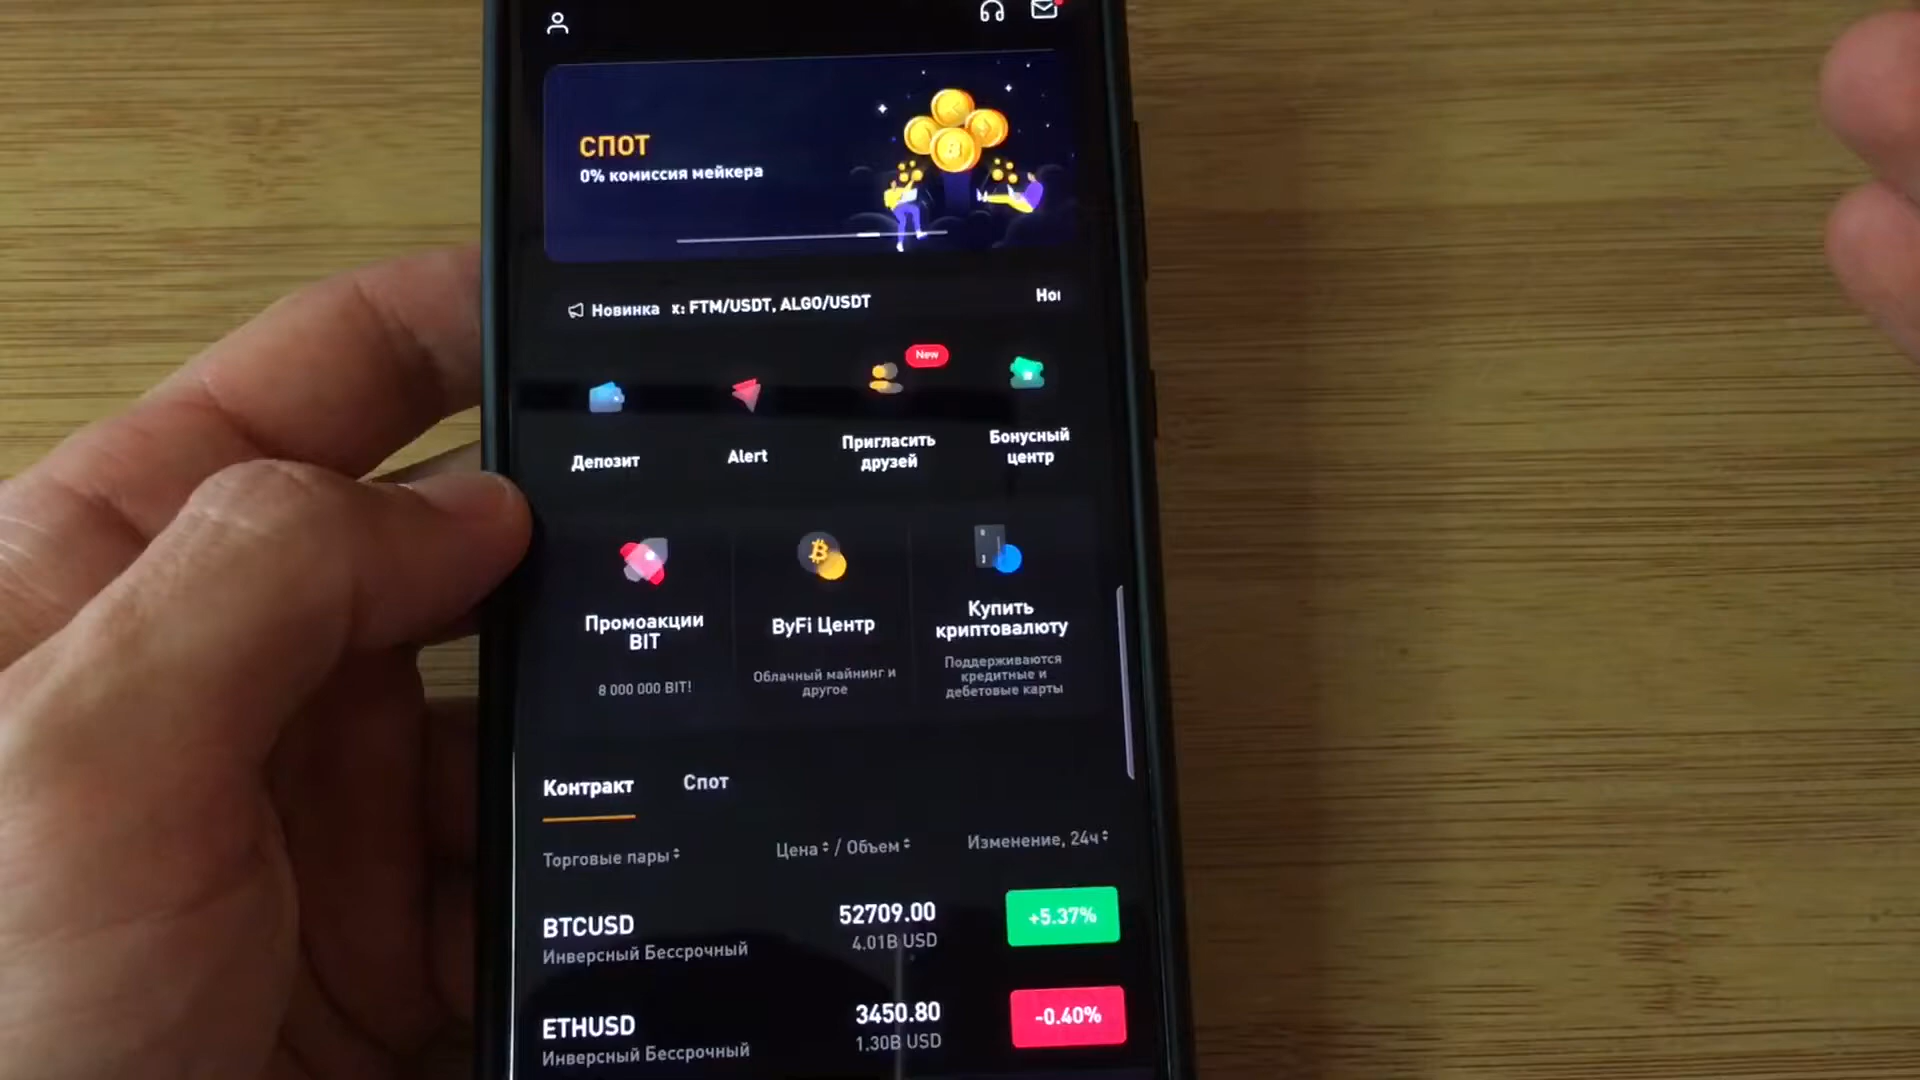 СПОТ
0% комиссия мейкера
Новинка х: FTM/USDT, ALGO/USDT
New
Депозит
Alert
Пригласить
друзей
Бонусный
центр
Промоакции
BIT
8 000 000 BIT!
ByFi Центр
Облачный майнинг и
другое
Купить
криптовалюту
Поддерживаются
кредитные и
дебетовые карты
Контракт Спот
Торговые пары Цена / Объем Изменение, 24ч
BTCUSD 52709.00 +5.37%
Инверсный Бессрочный 4.01B USD
ETHUSD 3450.80 -0.40%
Инверсный Бессрочный 1.30B USD